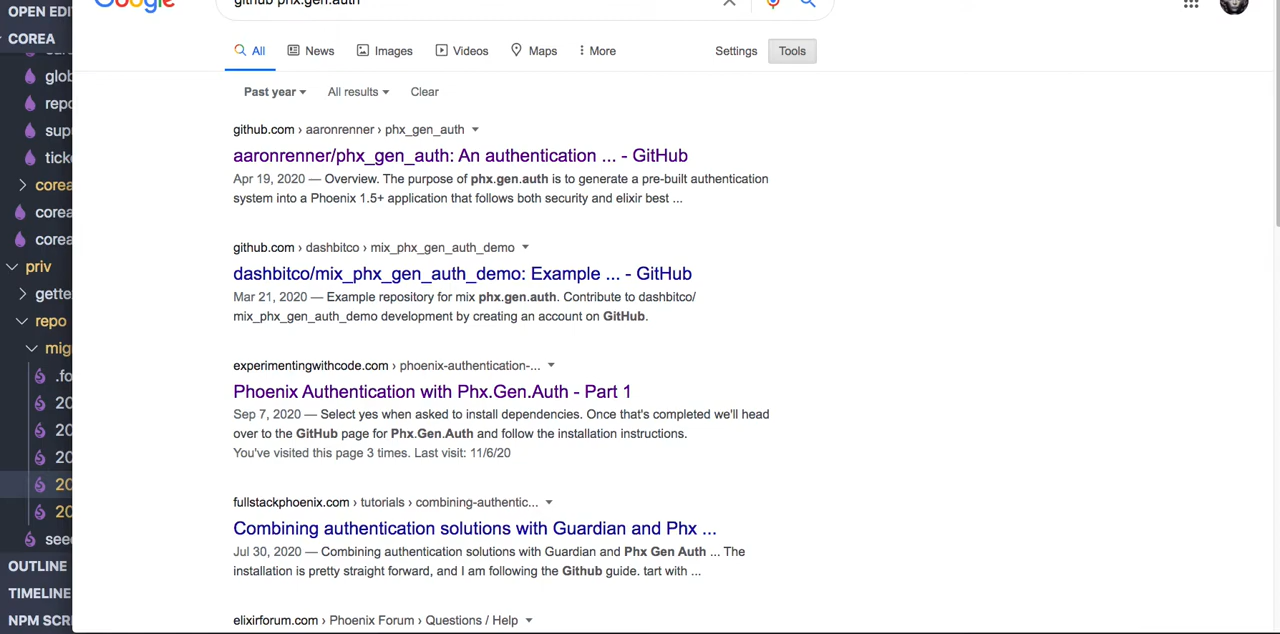 OPEN EDI
COREA
glob
repo
sup
ticke
corea
corea
corea
priv
gette
repo
mig
.fo
20
20
20
20
20
seed
OUTLINE
TIMELINE
NPM SCR
Google
github phx.gen.auth
All
News
Images
Videos
Maps
More
Settings
Tools
Past year
All results
Clear
github.com › aaronrenner › phx_gen_auth
aaronrenner/phx_gen_auth: An authentication ... - GitHub
Apr 19, 2020 — Overview. The purpose of phx.gen.auth is to generate a pre-built authentication
system into a Phoenix 1.5+ application that follows both security and elixir best ...
github.com › dashbitco › mix_phx_gen_auth_demo
dashbitco/mix_phx_gen_auth_demo: Example ... - GitHub
Mar 21, 2020 — Example repository for mix phx.gen.auth. Contribute to dashbitco/
mix_phx_gen_auth_demo development by creating an account on GitHub.
experimentingwithcode.com › phoenix-authentication-...
Phoenix Authentication with Phx.Gen.Auth - Part 1
Sep 7, 2020 — Select yes when asked to install dependencies. Once that's completed we'll head
over to the GitHub page for Phx.Gen.Auth and follow the installation instructions.
You've visited this page 3 times. Last visit: 11/6/20
fullstackphoenix.com › tutorials › combining-authentic...
Combining authentication solutions with Guardian and Phx ...
Jul 30, 2020 — Combining authentication solutions with Guardian and Phx Gen Auth ... The
installation is pretty straight forward, and I am following the Github guide. tart with ...
elixirforum.com › Phoenix Forum › Questions / Help